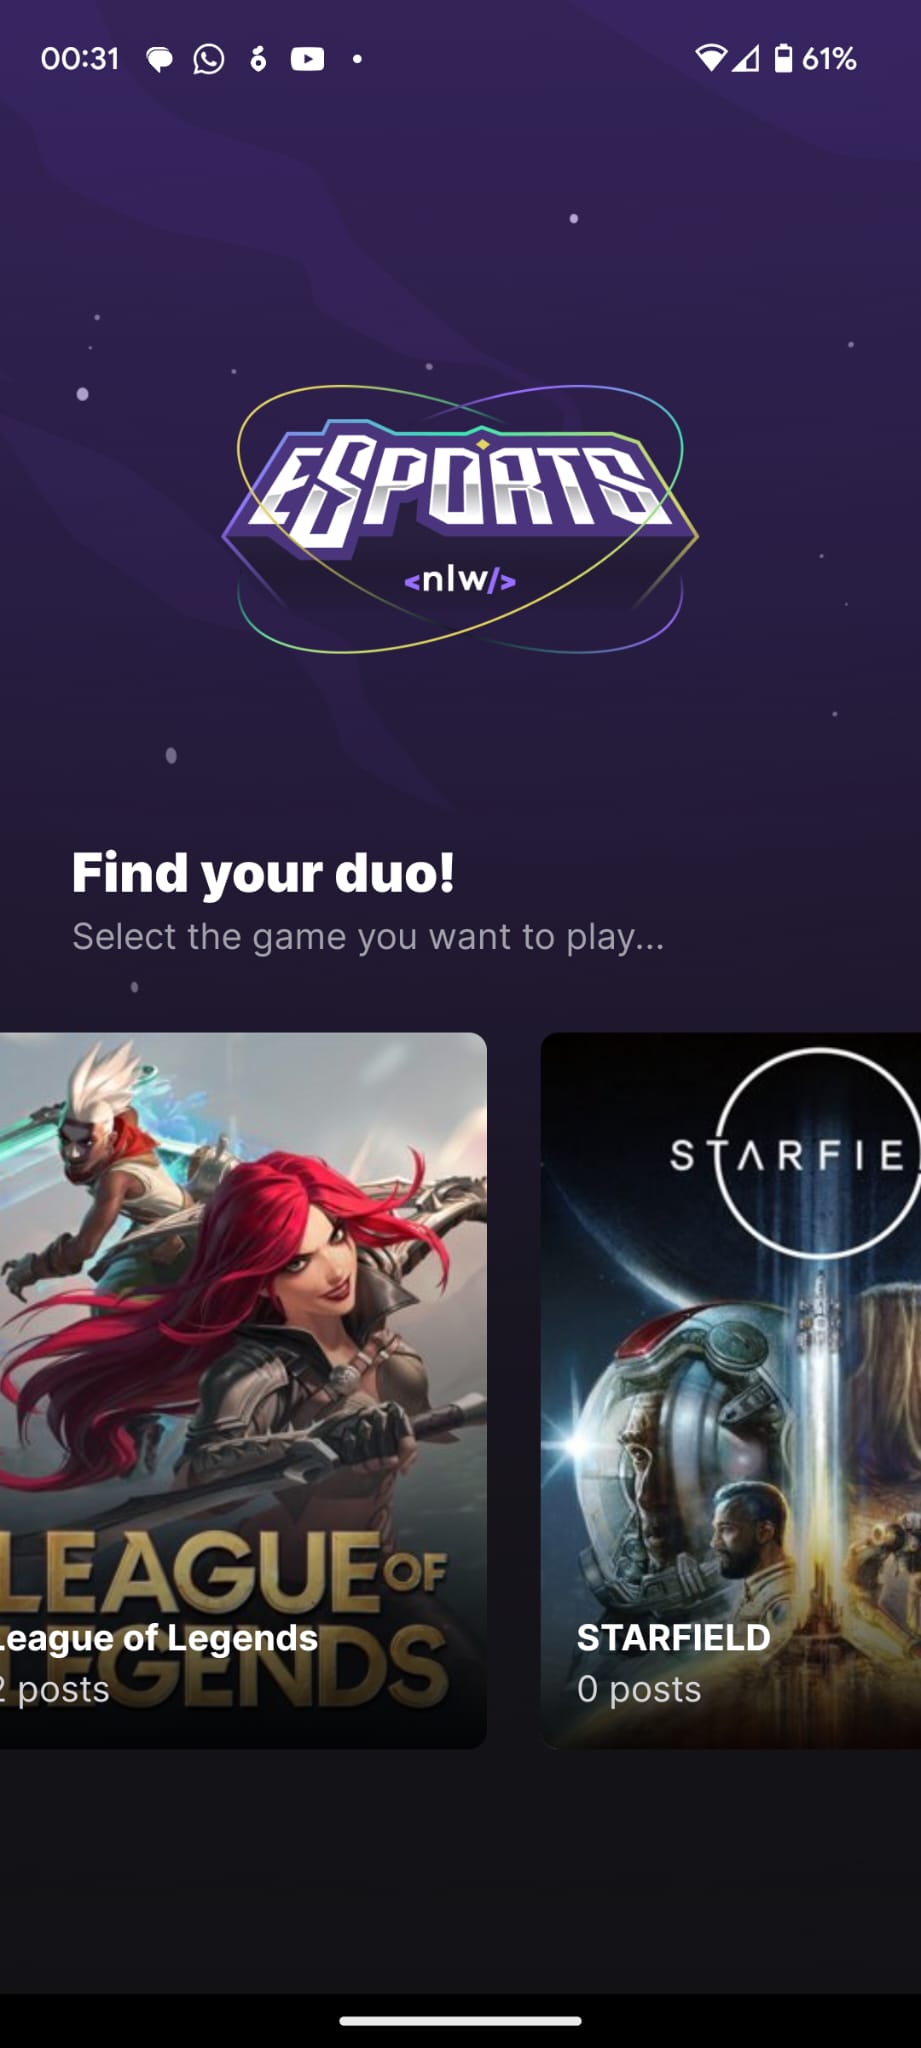 00:31
61%
ESPORTS
<nlw/>
Find your duo!
Select the game you want to play...
STARFIE
LEAGUE OF
LEGENDS
League of Legends
2 posts
STARFIELD
0 posts